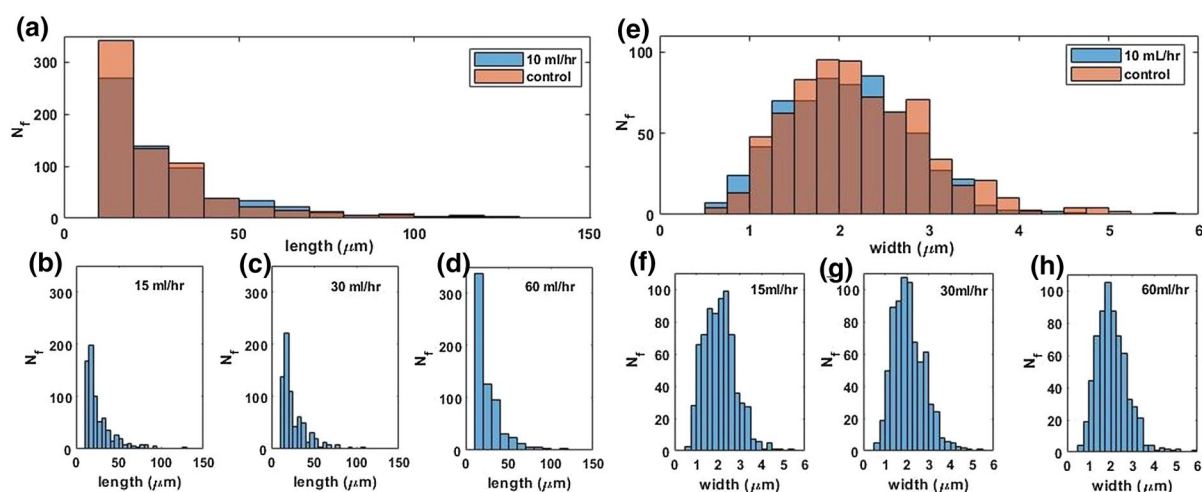 (a)
300
200
100
0
N_f
10 ml/hr
control
0 50 100 150
length (μm)
(e)
100
50
0
N_f
10 mL/hr
control
1 2 3 4 5 6
width (μm)
(b)
15 ml/hr
300
200
100
0
N_f
0 50 100 150
length (μm)
(c)
30 ml/hr
300
200
100
0
N_f
0 50 100 150
length (μm)
(d)
60 ml/hr
300
200
100
0
N_f
0 50 100 150
length (μm)
(f)
15ml/hr
100
80
60
40
20
0
N_f
0 1 2 3 4 5 6
width (μm)
(g)
30ml/hr
100
80
60
40
20
0
N_f
0 1 2 3 4 5 6
width (μm)
(h)
60ml/hr
100
80
60
40
20
0
N_f
0 1 2 3 4 5 6
width (μm)